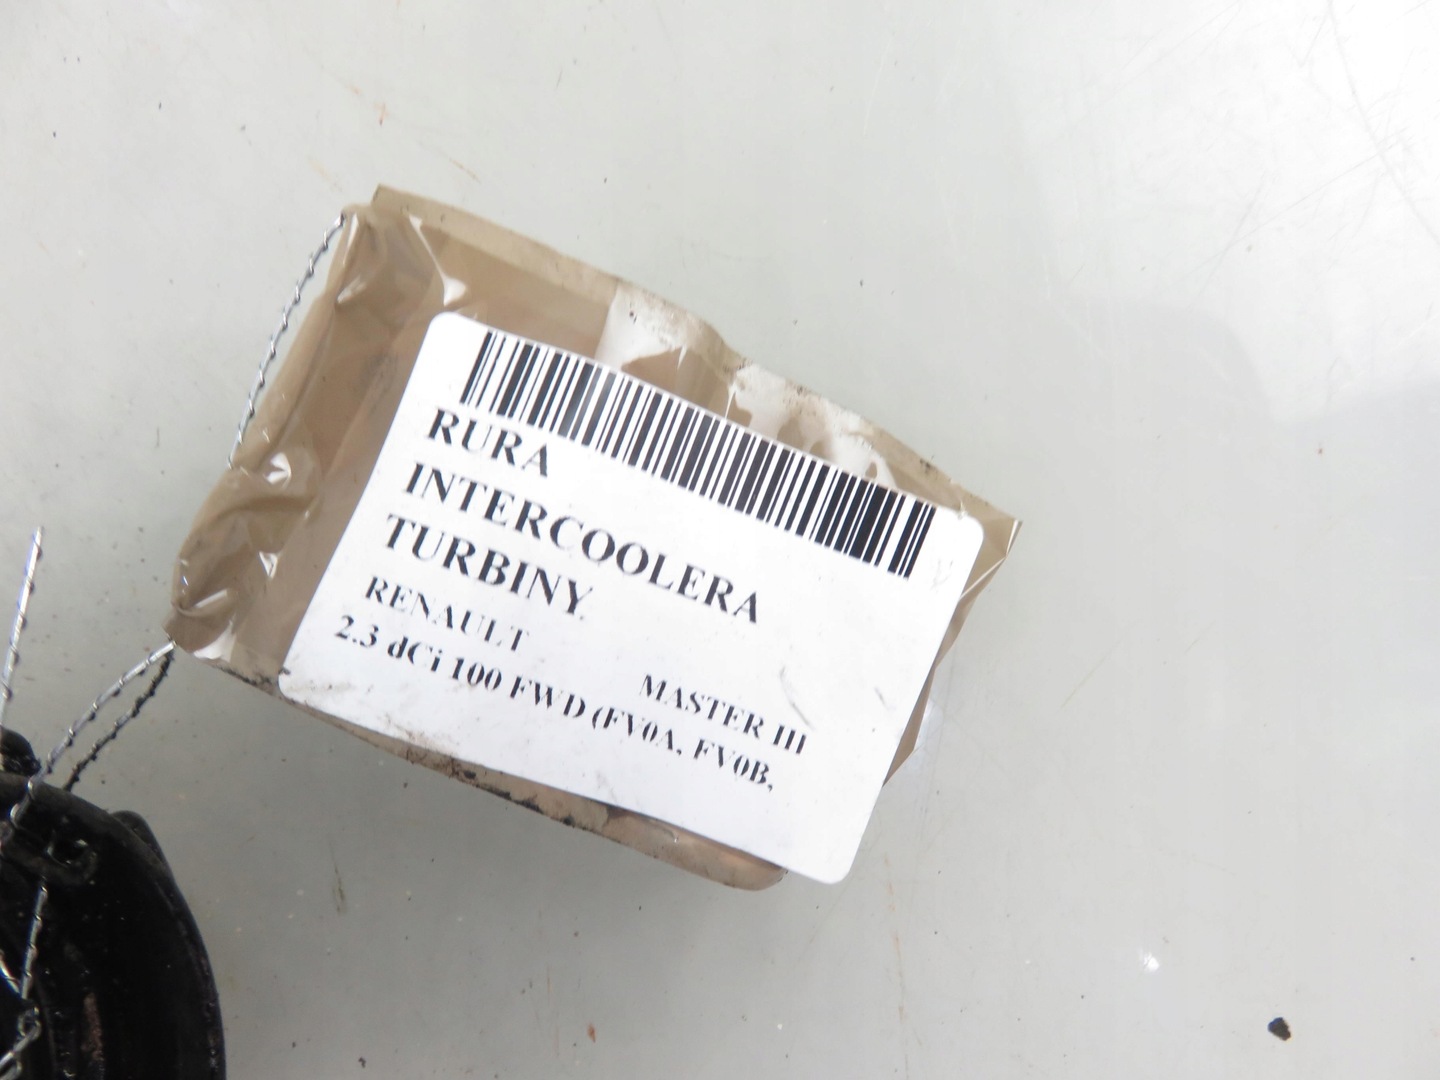 RURA
INTERCOOLERA
TURBINY
RENAULT MASTER III
2.3 dCi 100 FWD (FV0A, FV0B,